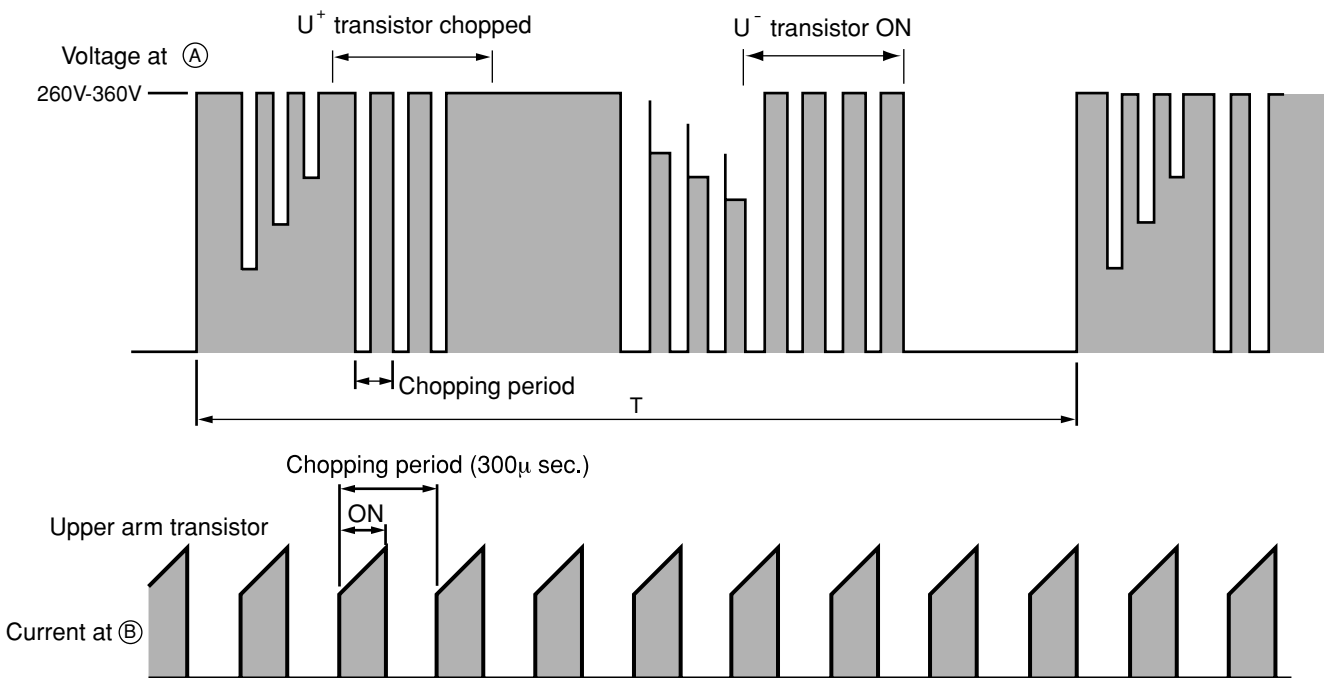 U+ transistor chopped
U- transistor ON
Voltage at Ⓐ
260V-360V
Chopping period
T
Chopping period (300μ sec.)
ON
Upper arm transistor
Current at Ⓑ